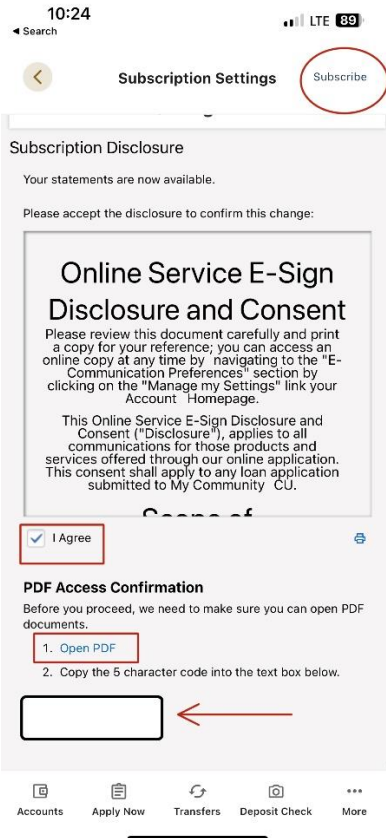 10:24
Search
LTE 89
Subscription Settings
Subscribe
Subscription Disclosure
Your statements are now available.
Please accept the disclosure to confirm this change:
Online Service E-Sign
Disclosure and Consent
Please review this document carefully and print
a copy for your reference; you can access an
online copy at any time by navigating to the "E-
Communication Preferences" section by
clicking on the "Manage my Settings" link your
Account Homepage.
This Online Service E-Sign Disclosure and
Consent ("Disclosure"), applies to all
communications for those products and
services offered through our online application.
This consent shall apply to any loan application
submitted to My Community CU.
Scope of
I Agree
PDF Access Confirmation
Before you proceed, we need to make sure you can open PDF
documents.
1. Open PDF
2. Copy the 5 character code into the text box below.
Accounts
Apply Now
Transfers
Deposit Check
More